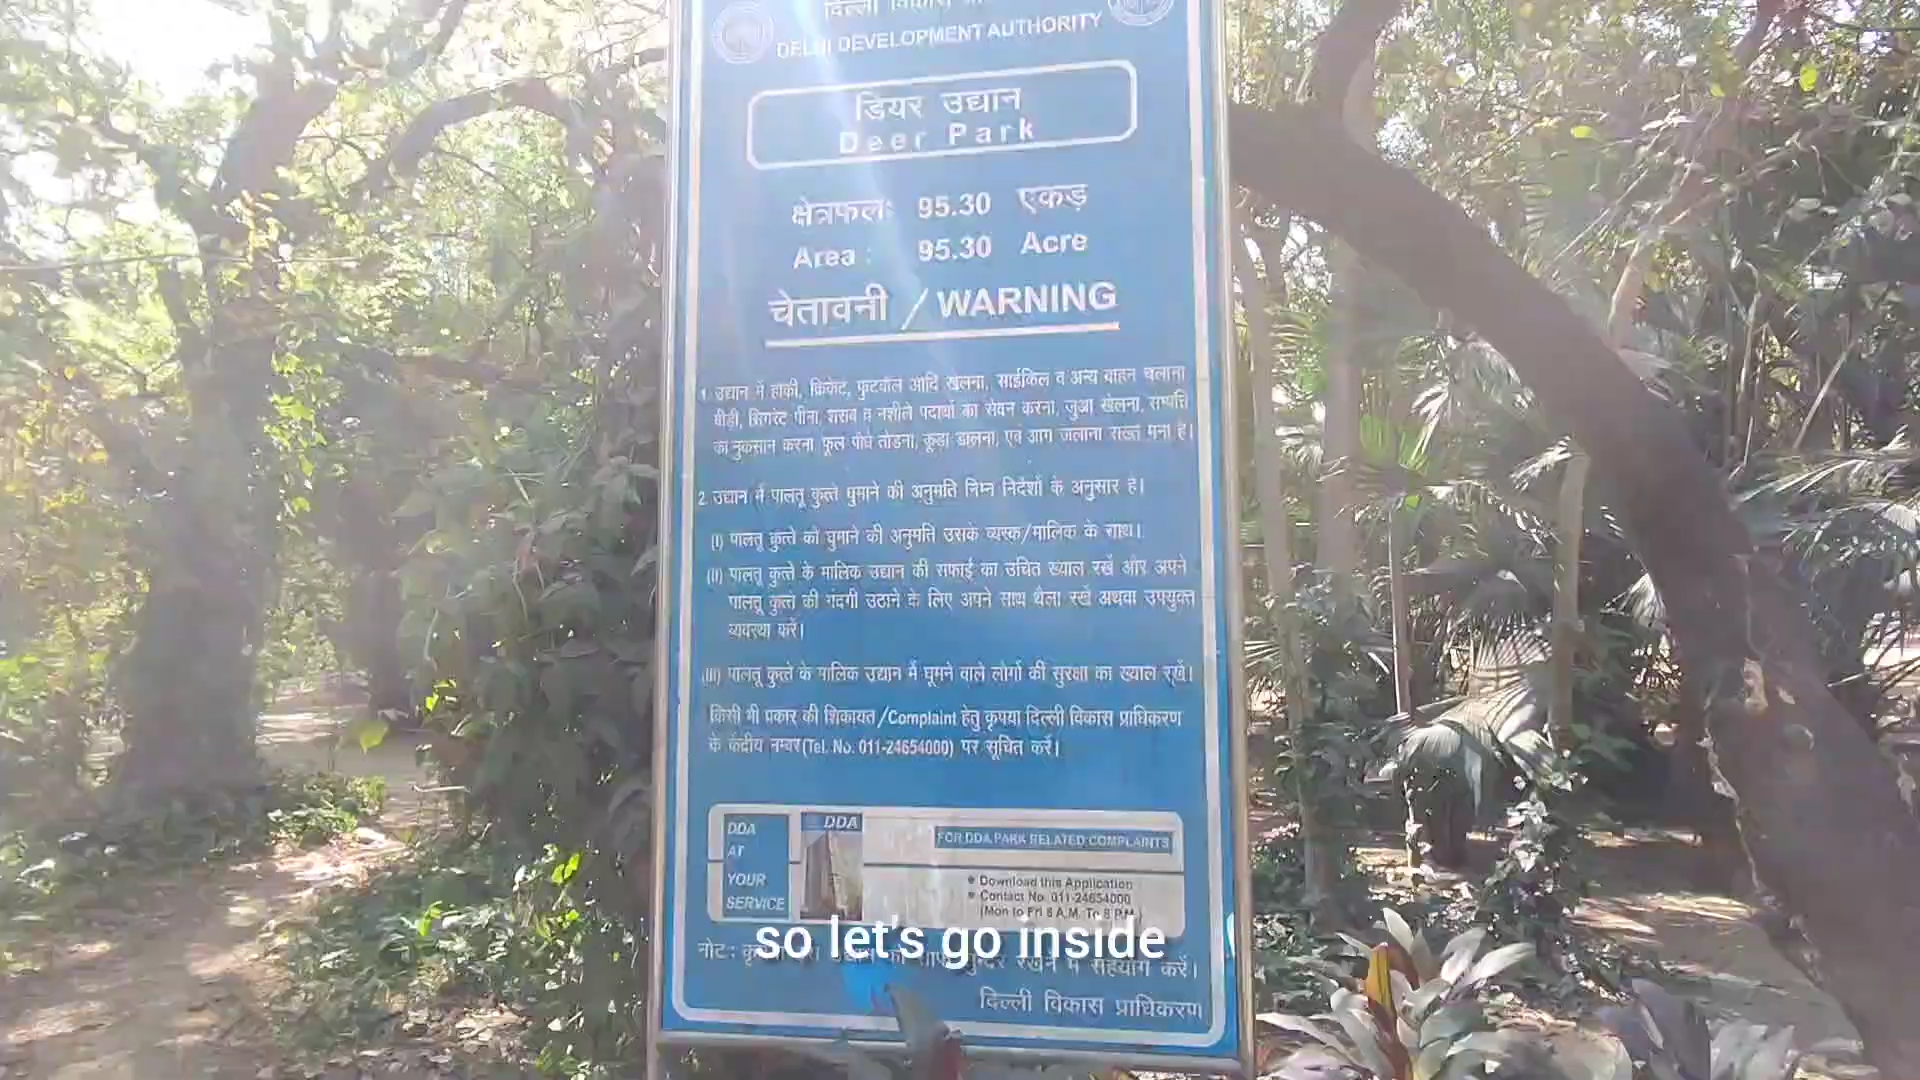 दिल्ली विकास
DELHI DEVELOPMENT AUTHORITY
डियर उद्यान
Deer Park
क्षेत्रफल: 95.30 एकड़
Area : 95.30 Acre
चेतावनी / WARNING
1. उद्यान में हॉकी, क्रिकेट, फुटबॉल आदि खेलना, साईकिल व अन्य वाहन चलाना
बीड़ी, सिगरेट पीना, शराब व नशीले पदार्थो का सेवन करना, जुआ खेलना, सम्पत्ति
का नुकसान करना फूल पौधे तोडना, कूड़ा डालना, एवं आग जलाना सख्त मना है।
2. उद्यान में पालतू कुत्ते घुमाने की अनुमति निम्न निर्देशों के अनुसार है।
(I) पालतू कुत्ते को घुमाने की अनुमति उसके व्यस्क/मालिक के साथ।
(II) पालतू कुत्ते के मालिक उद्यान की सफाई का उचित ख्याल रखें और अपने
पालतू कुत्ते की गंदगी उठाने के लिए अपने साथ थैला रखे अथवा उपयुक्त
व्यवस्था करें।
(III) पालतू कुत्ते के मालिक उद्यान में घूमने वाले लोगों की सुरक्षा का ख्याल रखें।
किसी भी प्रकार की शिकायत/Complaint हेतु कृपया दिल्ली विकास प्राधिकरण
के केंद्रीय नम्बर(Tel. No. 011-24654000) पर सूचित करें।
DDA
AT
YOUR
SERVICE
DDA
FOR DDA PARK RELATED COMPLAINTS
Download this Application
Contact No. 011-24654000
(Mon to Fri 8 A.M. To 8 P.M.
so let's go inside
नोट: रखने में सहयोग करें।
दिल्ली विकास प्राधिकरण